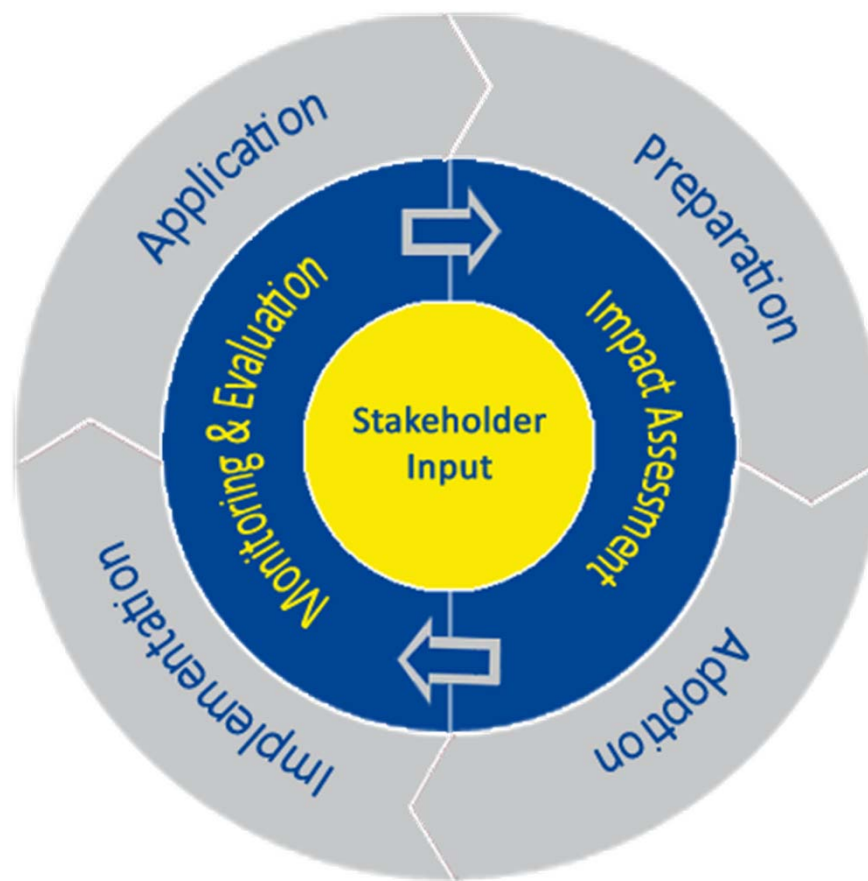 Application
Preparation
Monitoring & Evaluation
Impact Assessment
Stakeholder
Input
Implementation
Adoption